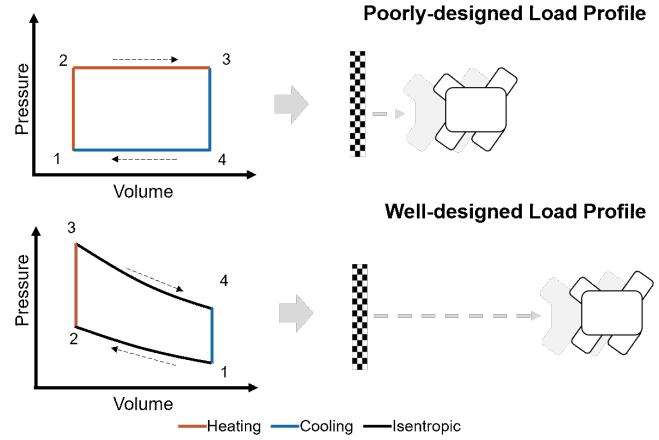 Poorly-designed Load Profile
Pressure
2
3
1
4
Volume
Well-designed Load Profile
Pressure
3
4
2
1
Volume
Heating Cooling Isentropic